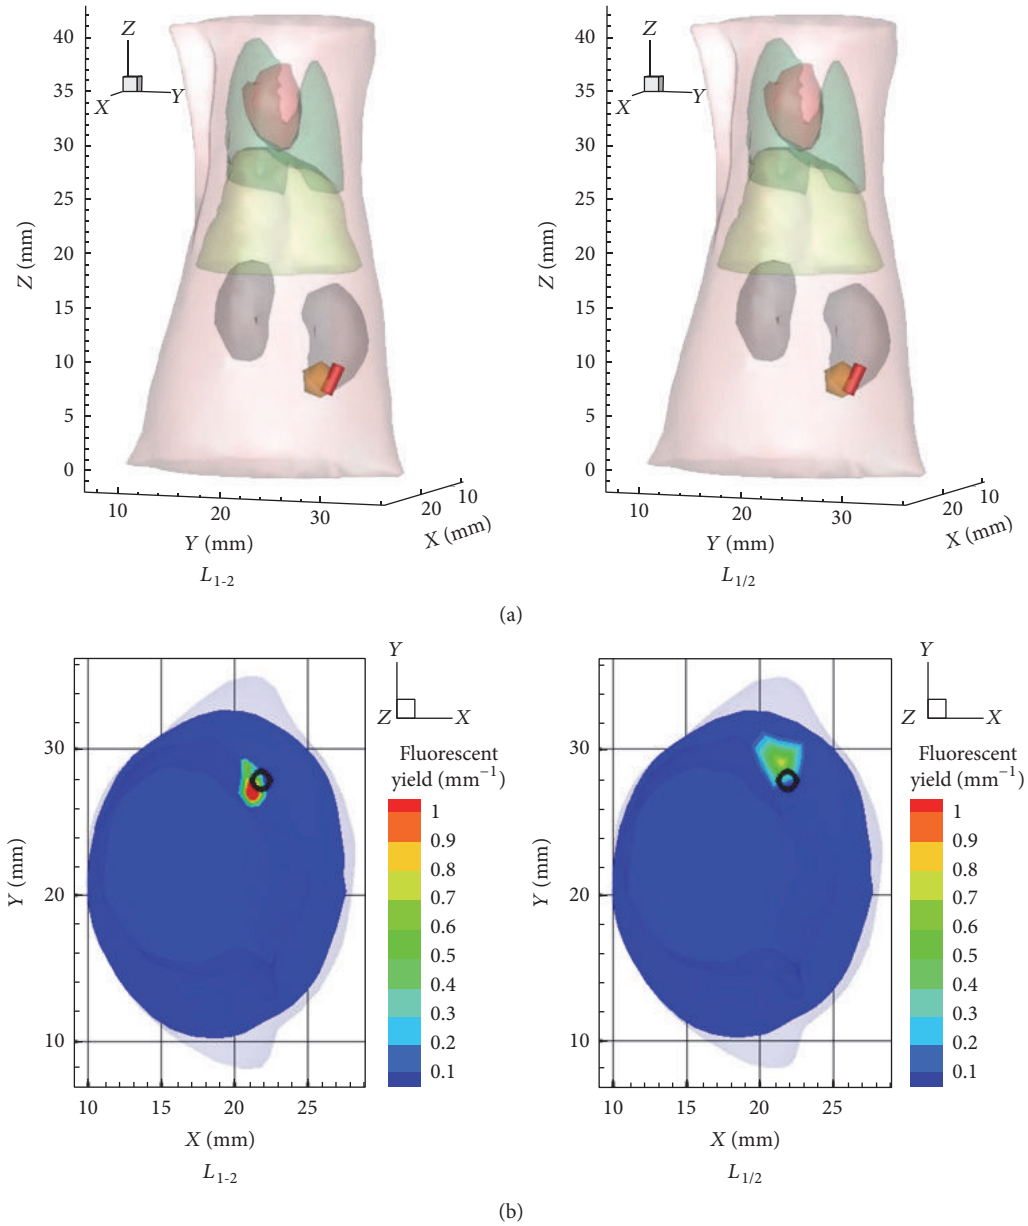 40
35
30
25
20
15
10
5
0
Z (mm)
Z
X
Y
10
20
30
Y (mm)
20
10
X (mm)
L1-2
40
35
30
25
20
15
10
5
0
Z (mm)
Z
X
Y
10
20
30
Y (mm)
20
10
X (mm)
L1/2
(a)
30
20
10
Y (mm)
10
15
20
25
X (mm)
L1-2
Y
Z
X
Fluorescent
yield (mm−1)
1
0.9
0.8
0.7
0.6
0.5
0.4
0.3
0.2
0.1
30
20
10
Y (mm)
10
15
20
25
X (mm)
L1/2
Y
Z
X
Fluorescent
yield (mm−1)
1
0.9
0.8
0.7
0.6
0.5
0.4
0.3
0.2
0.1
(b)